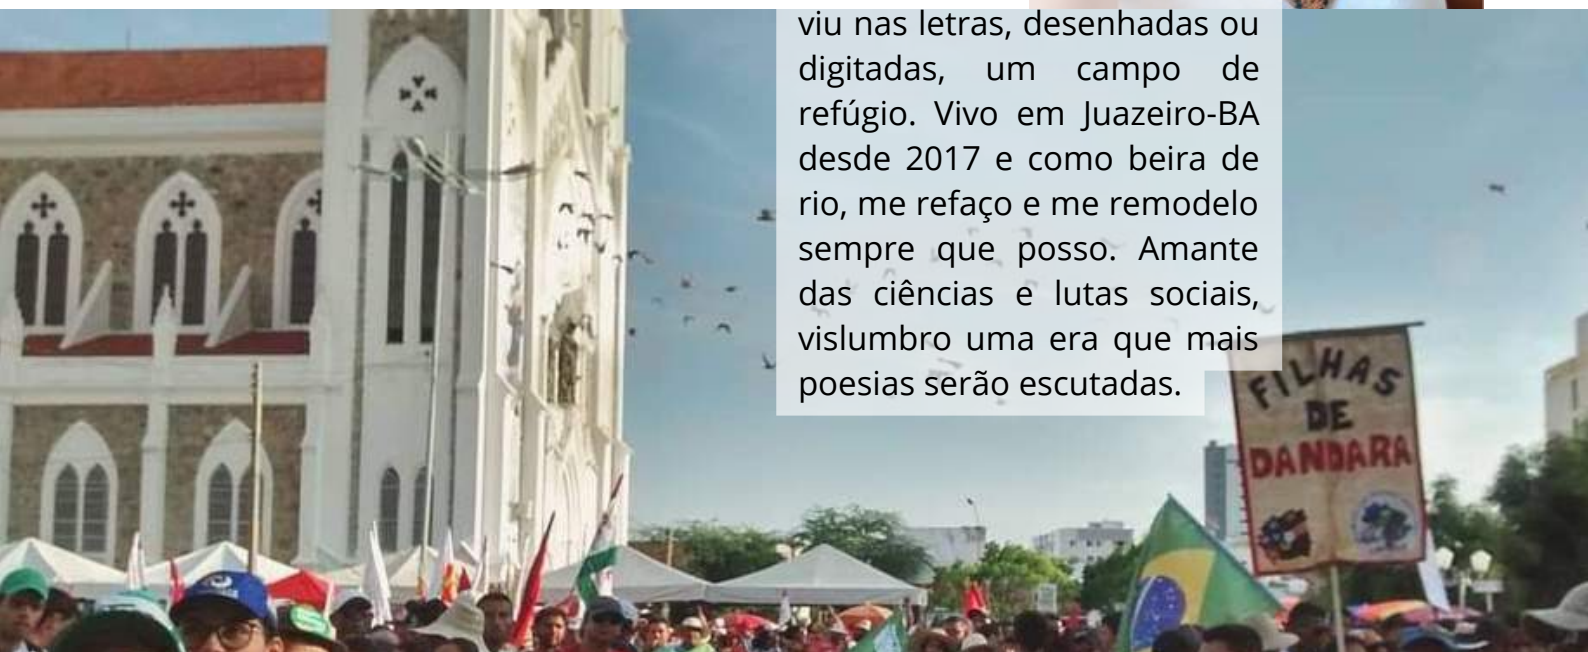 viu nas letras, desenhadas ou
digitadas, um campo de
refúgio. Vivo em Juazeiro-BA
desde 2017 e como beira de
rio, me refaço e me remodelo
sempre que posso. Amante
das ciências e lutas sociais,
vislumbro uma era que mais
poesias serão escutadas.
FILHAS
DE
DANDARA